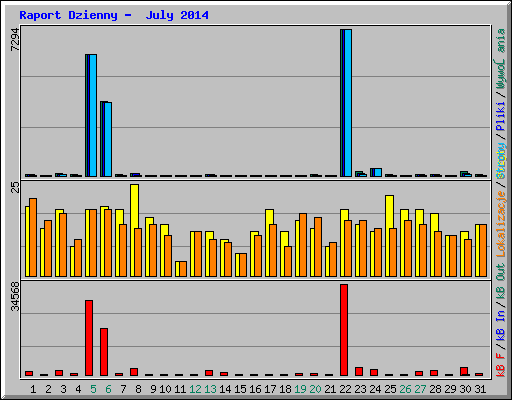 Raport Dzienny - July 2014
7294
25
34568
Wywoł ania
Pliki /
Strony /
Lokalizacje /
kB F / kB In / kB Out
1 2 3 4 5 6 7 8 9 10 11 12 13 14 15 16 17 18 19 20 21 22 23 24 25 26 27 28 29 30 31